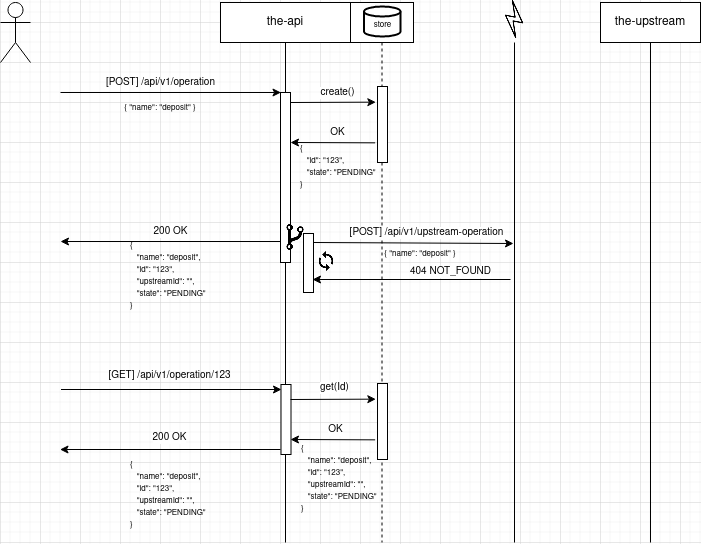 the-api
store
the-upstream
[POST] /api/v1/operation
{ "name": "deposit" }
create()
OK
{
"id": "123",
"state": "PENDING"
}
200 OK
{
"name": "deposit",
"id": "123",
"upstreamId": "",
"state": "PENDING"
}
[POST] /api/v1/upstream-operation
{ "name": "deposit" }
404 NOT_FOUND
[GET] /api/v1/operation/123
get(Id)
OK
{
"name": "deposit",
"id": "123",
"upstreamId": "",
"state": "PENDING"
}
200 OK
{
"name": "deposit",
"id": "123",
"upstreamId": "",
"state": "PENDING"
}